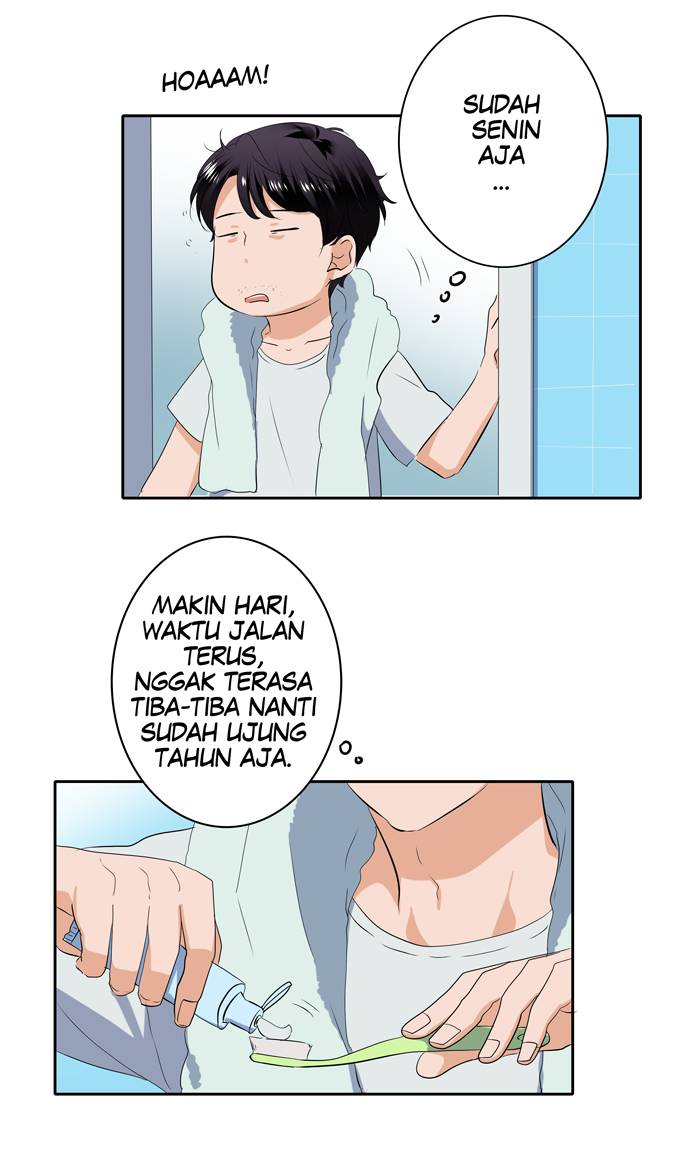 HOAAAM!
SUDAH
SENIN
AJA
...
MAKIN HARI,
WAKTU JALAN
TERUS,
NGGAK TERASA
TIBA-TIBA NANTI
SUDAH UJUNG
TAHUN AJA.